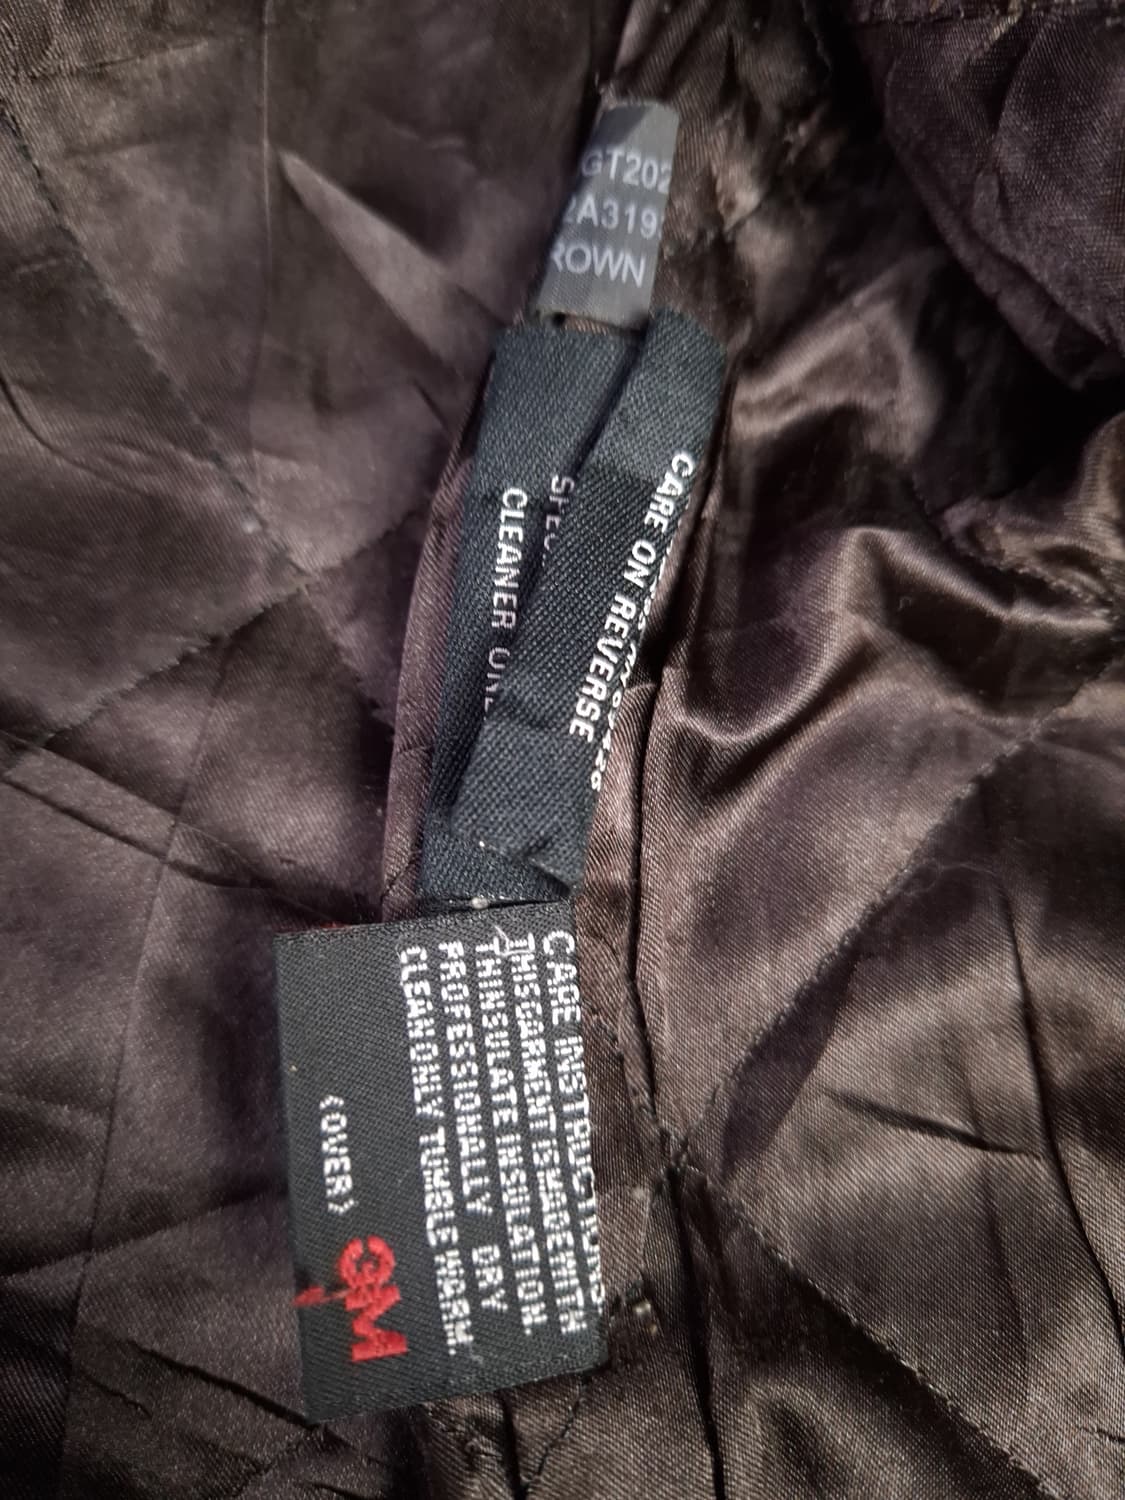 GT202
2A319
ROWN
CARE ON REVERSE
CLEANER
CARE INSTRUCTIONS
THIS GARMENT IS MADE WITH
THINSULATE INSULATION.
PROFESSIONALLY DRY
CLEAN ONLY TUMBLE WARM.
(OVER)
3M